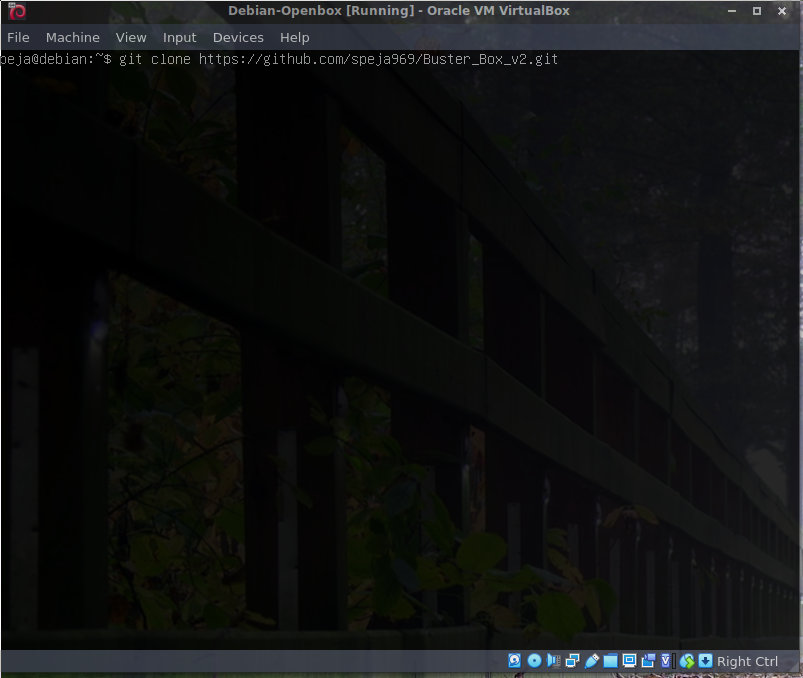 Debian-Openbox [Running] - Oracle VM VirtualBox
File Machine View Input Devices Help
peja@debian:~$ git clone https://github.com/speja969/Buster_Box_v2.git
Right Ctrl